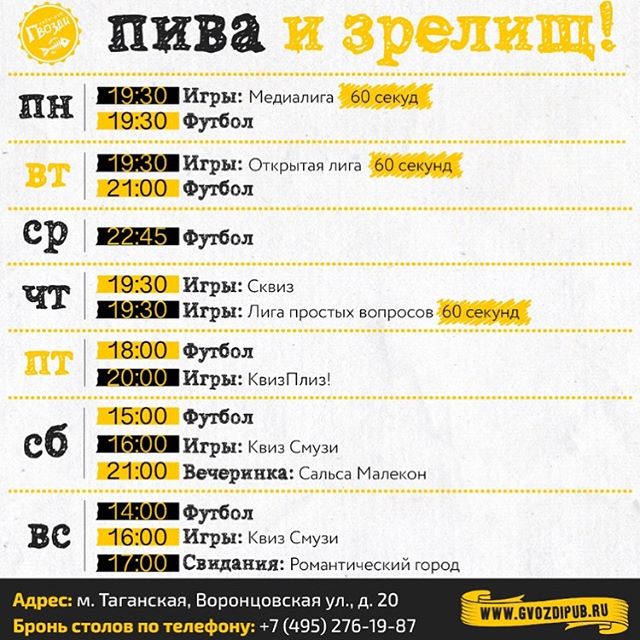 Гвозди
пива и зрелищ!
пн
19:30 Игры: Медиалига 60 секуд
19:30 Футбол
вт
19:30 Игры: Открытая лига 60 секунд
21:00 Футбол
ср
22:45 Футбол
чт
19:30 Игры: Сквиз
19:30 Игры: Лига простых вопросов 60 секунд
пт
18:00 Футбол
20:00 Игры: КвизПлиз!
сб
15:00 Футбол
16:00 Игры: Квиз Смузи
21:00 Вечеринка: Сальса Малекон
вс
14:00 Футбол
16:00 Игры: Квиз Смузи
17:00 Свидания: Романтический город
Адрес: м. Таганская, Воронцовская ул., д. 20
Бронь столов по телефону: +7 (495) 276-19-87
WWW.GVOZDIPUB.RU